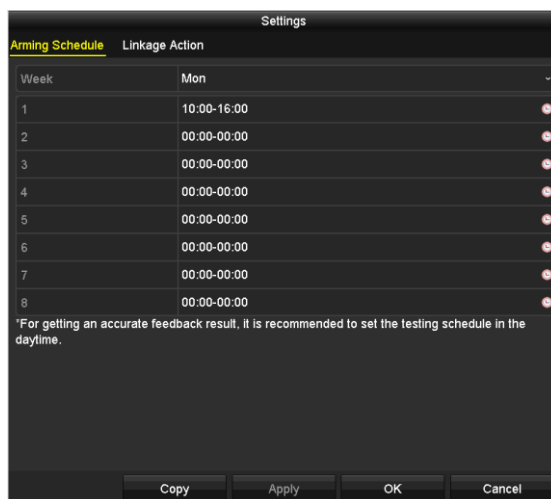 Settings
Arming Schedule Linkage Action
Week Mon
1 10:00-16:00
2 00:00-00:00
3 00:00-00:00
4 00:00-00:00
5 00:00-00:00
6 00:00-00:00
7 00:00-00:00
8 00:00-00:00
*For getting an accurate feedback result, it is recommended to set the testing schedule in the
daytime.
Copy Apply OK Cancel